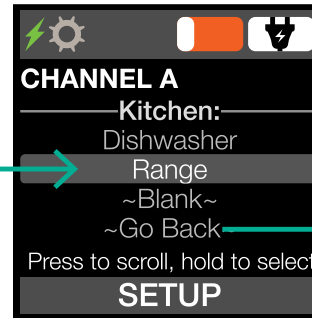 CHANNEL A
Kitchen:
Dishwasher
Range
~Blank~
~Go Back~
Press to scroll, hold to select
SETUP